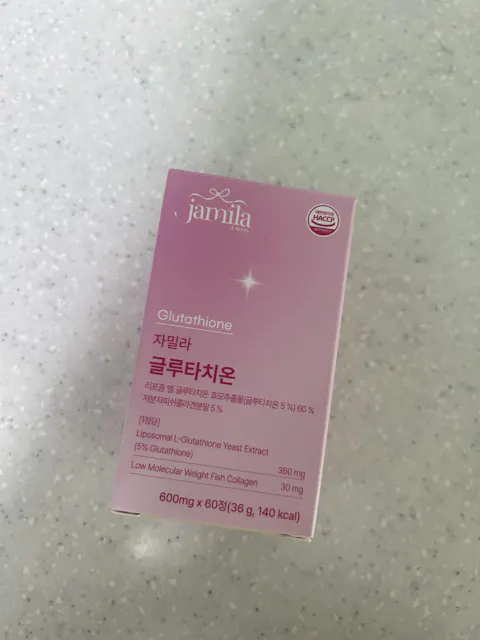 jamila
HACCP
Glutathione
자밀라
글루타치온
리포좀 엘 글루타치온 효모추출물(글루타치온 5 %) 60 %
저분자피쉬콜라겐분말 5 %
[1정당]
Liposomal L-Glutathione Yeast Extract
(5% Glutathione) 360 mg
Low Molecular Weight Fish Collagen 30 mg
600mg x 60정(36 g, 140 kcal)